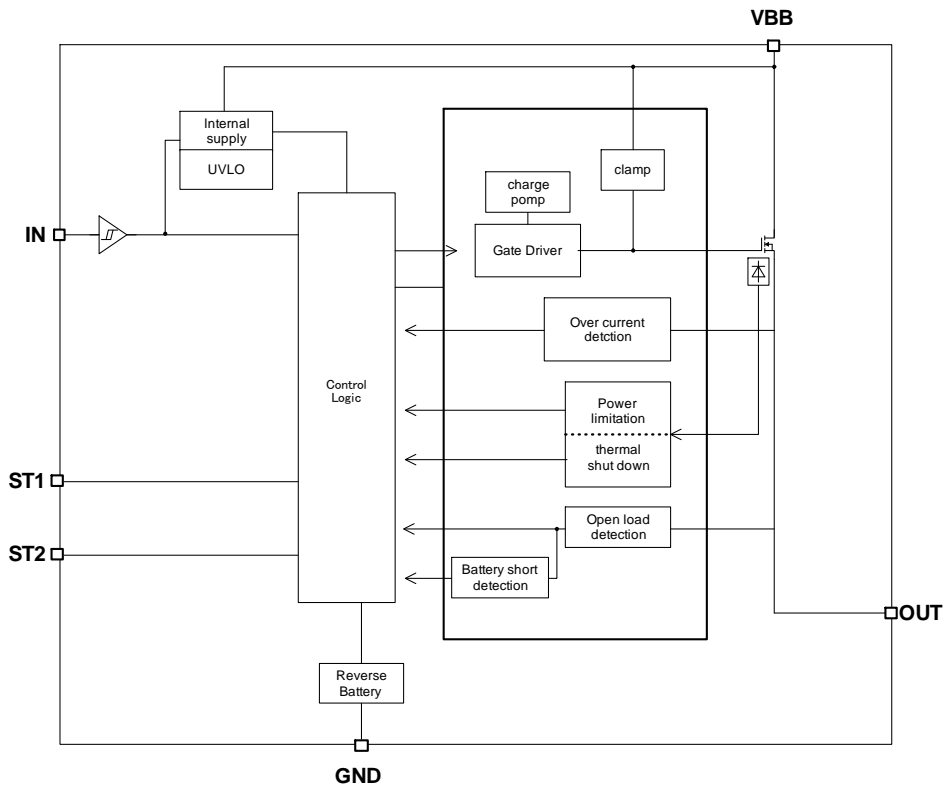 VBB
Internal
supply
UVLO
clamp
charge
pomp
IN
Gate Driver
Over current
detction
Control
Logic
Power
limitation
thermal
shut down
ST1
Open load
detection
ST2
Battery short
detection
OUT
Reverse
Battery
GND